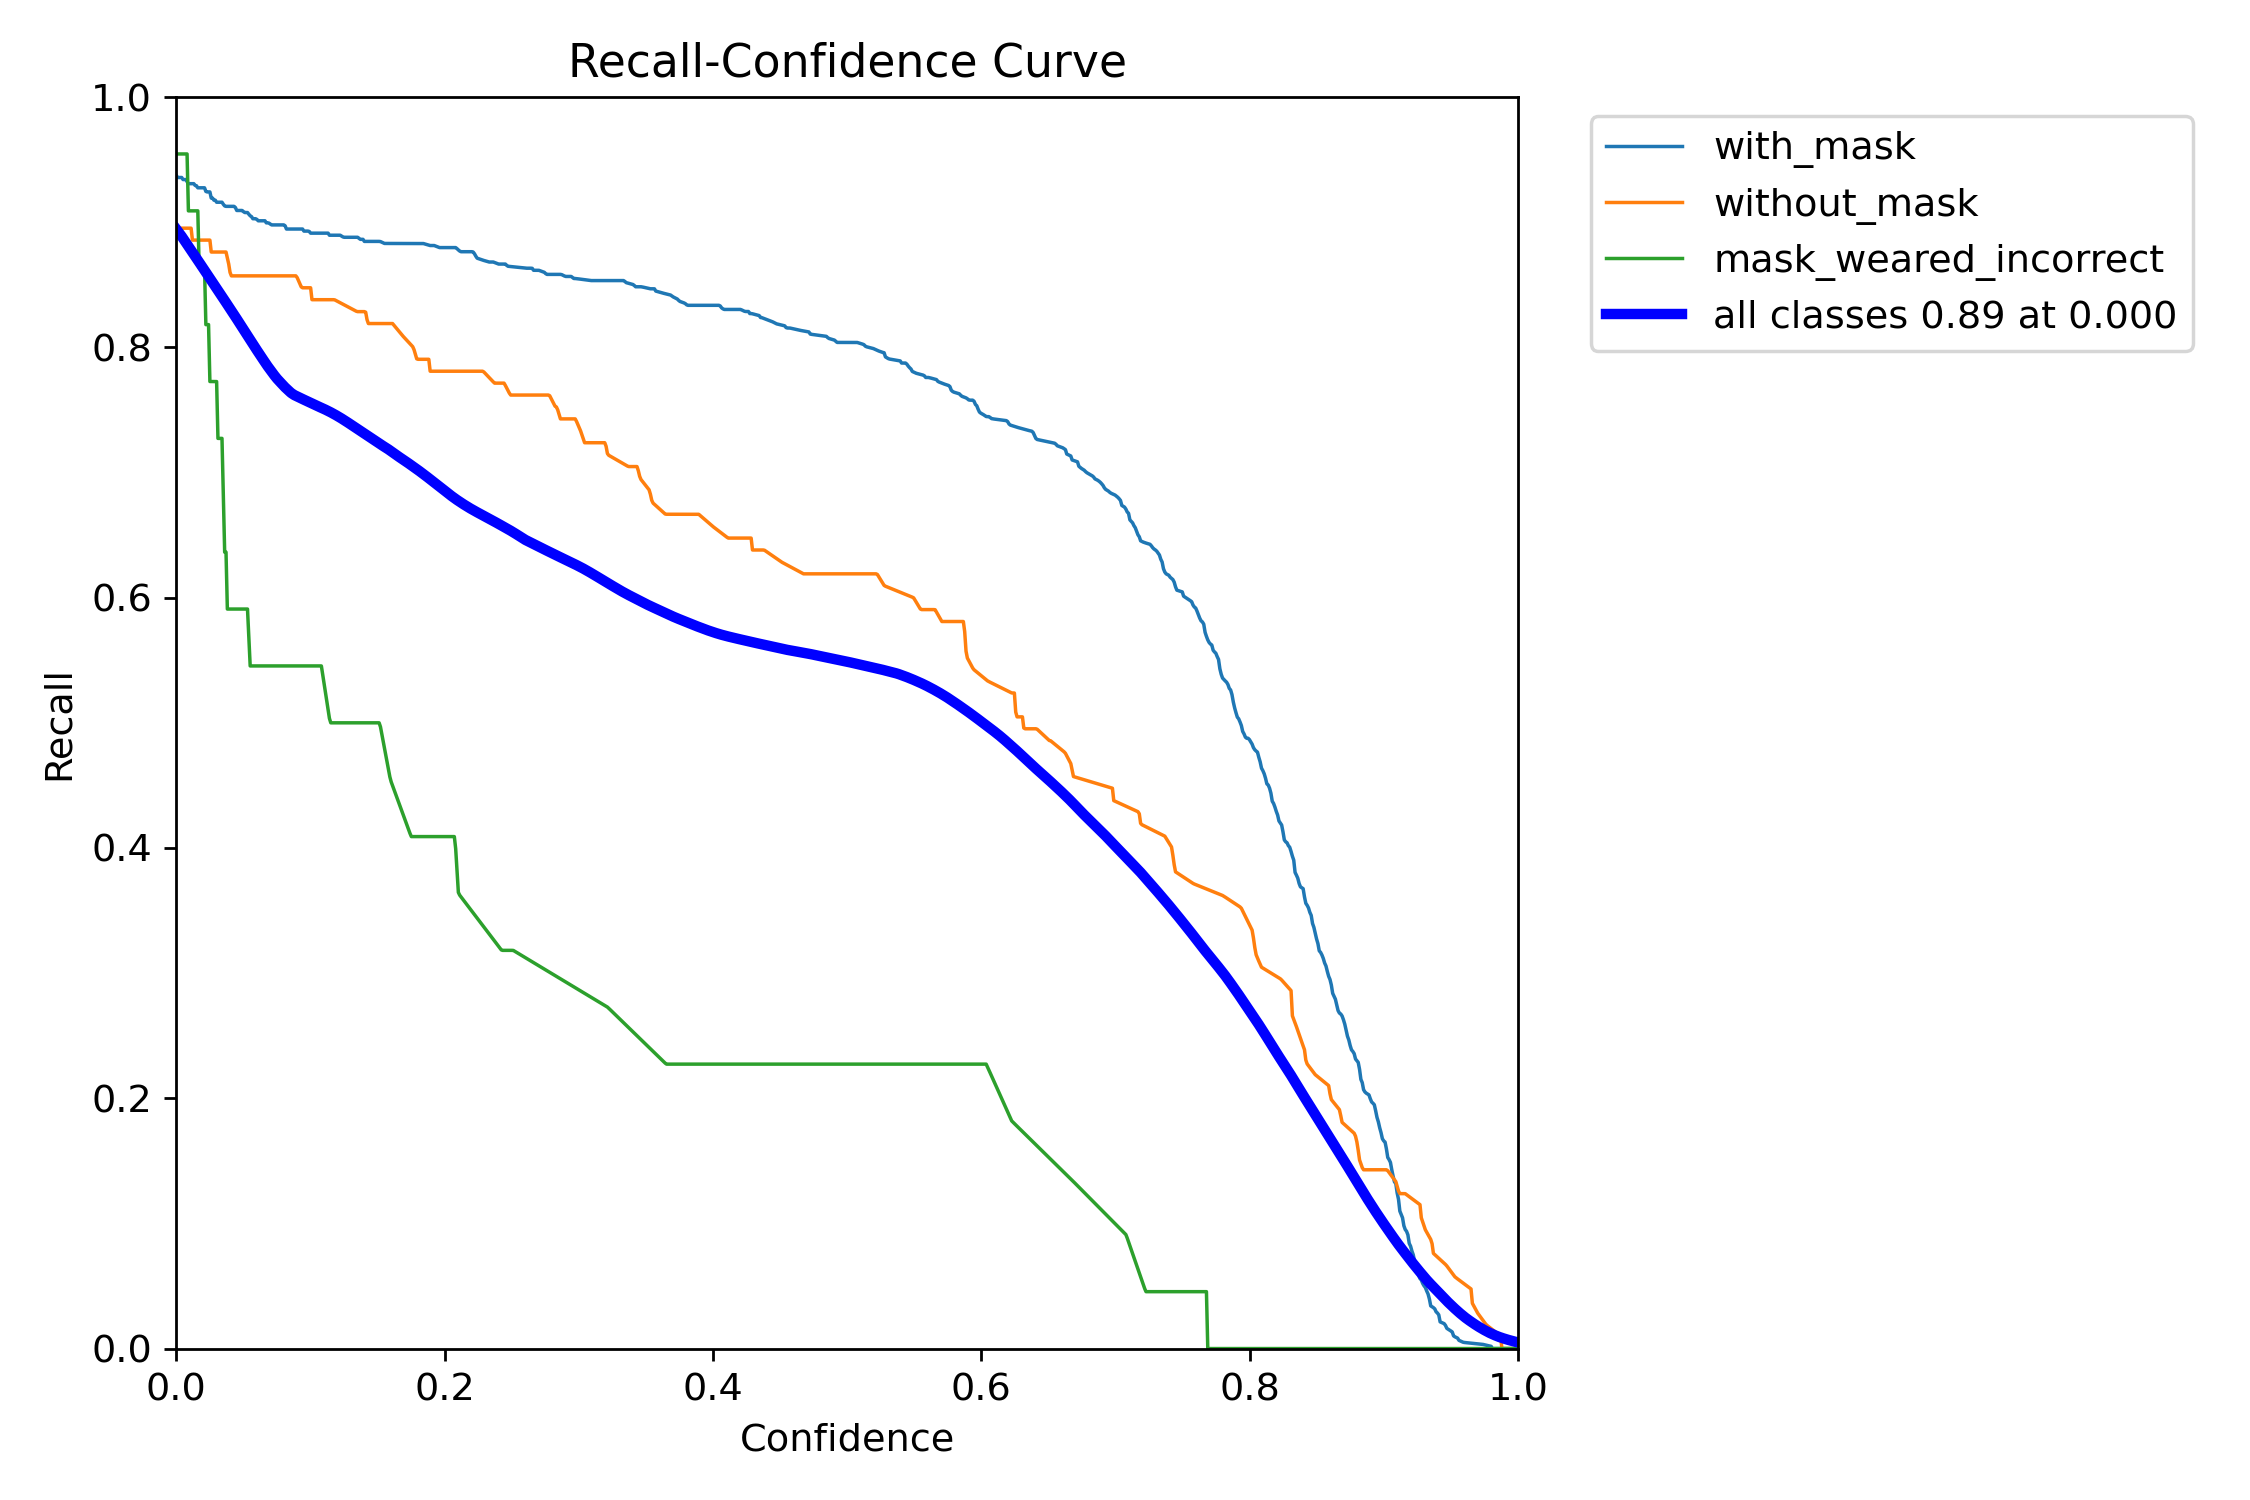 Recall-Confidence Curve
1.0
0.8
0.6
0.4
0.2
0.0
Recall
0.0 0.2 0.4 0.6 0.8 1.0
Confidence
with_mask
without_mask
mask_weared_incorrect
all classes 0.89 at 0.000